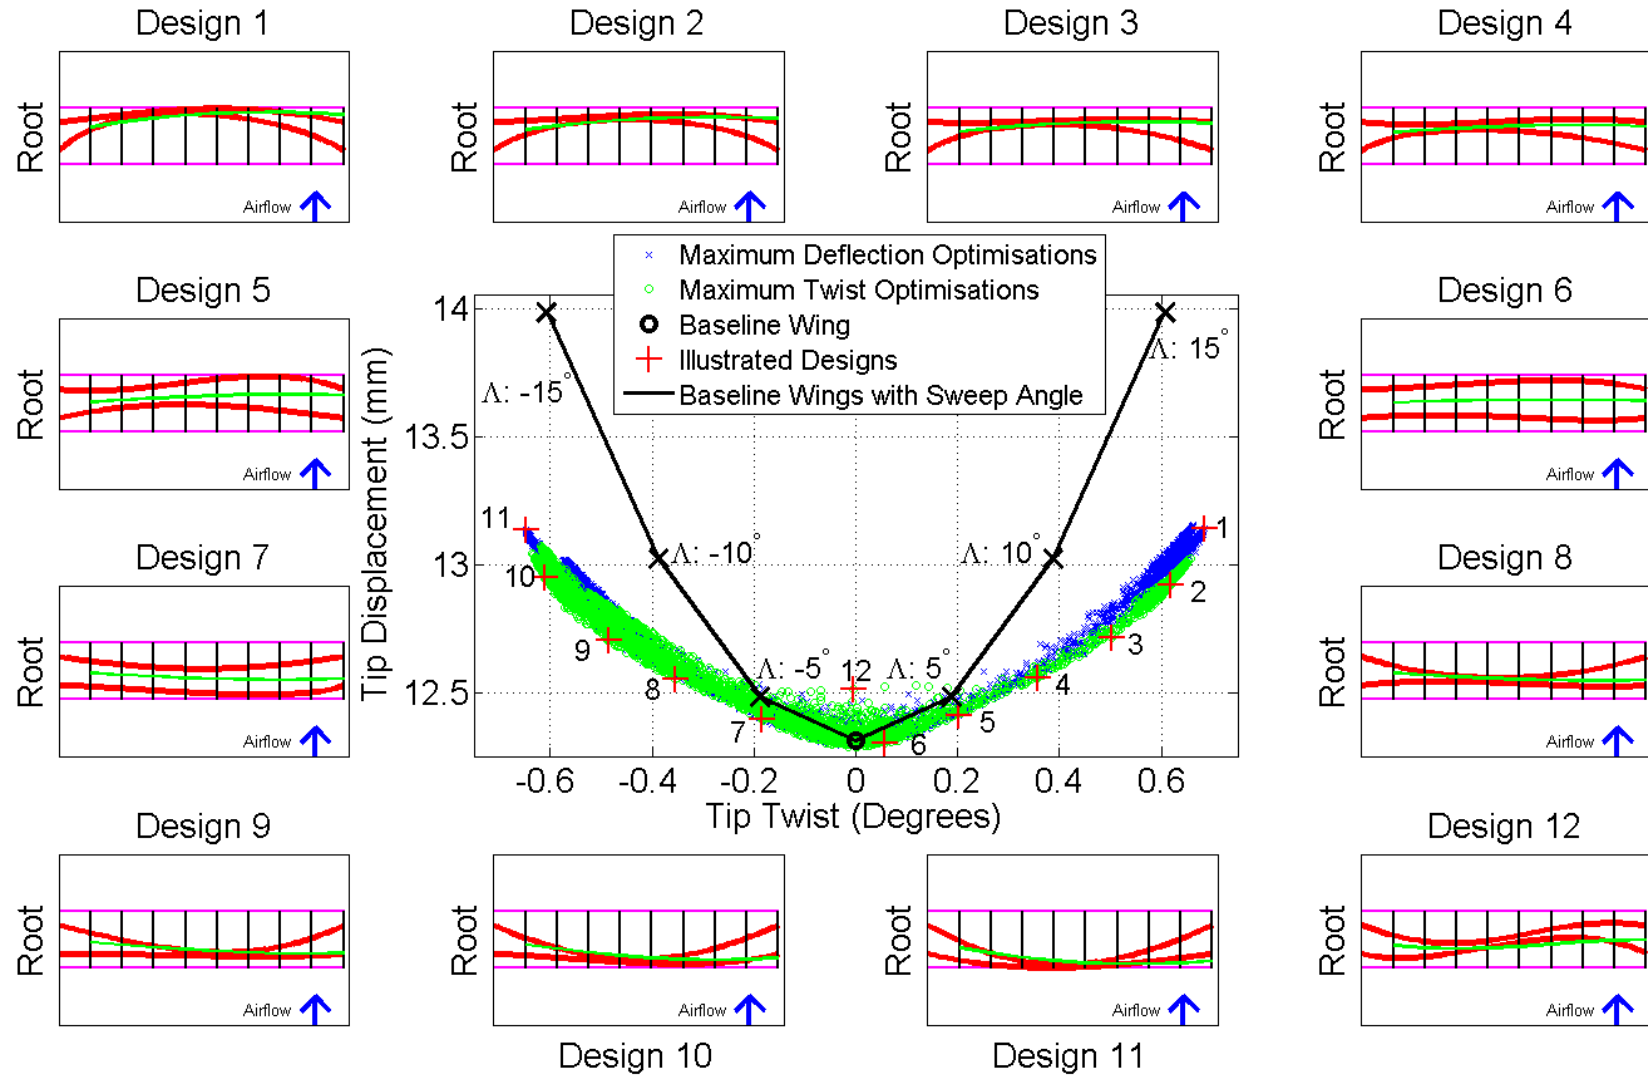 Design 1
Design 2
Design 3
Design 4
Root
Airflow
Root
Airflow
Root
Airflow
Root
Airflow
Design 5
Root
Airflow
Design 6
Root
Airflow
Design 7
Root
Airflow
Design 8
Root
Airflow
Maximum Deflection Optimisations
Maximum Twist Optimisations
Baseline Wing
Illustrated Designs
Baseline Wings with Sweep Angle
Tip Displacement (mm)
14
13.5
13
12.5
Λ: -15°
Λ: 15°
Λ: -10°
Λ: 10°
Λ: -5°
12
Λ: 5°
11
1
10
2
9
3
8
4
7
5
6
-0.6
-0.4
-0.2
0
0.2
0.4
0.6
Tip Twist (Degrees)
Design 9
Root
Airflow
Root
Airflow
Design 10
Root
Airflow
Design 11
Design 12
Root
Airflow